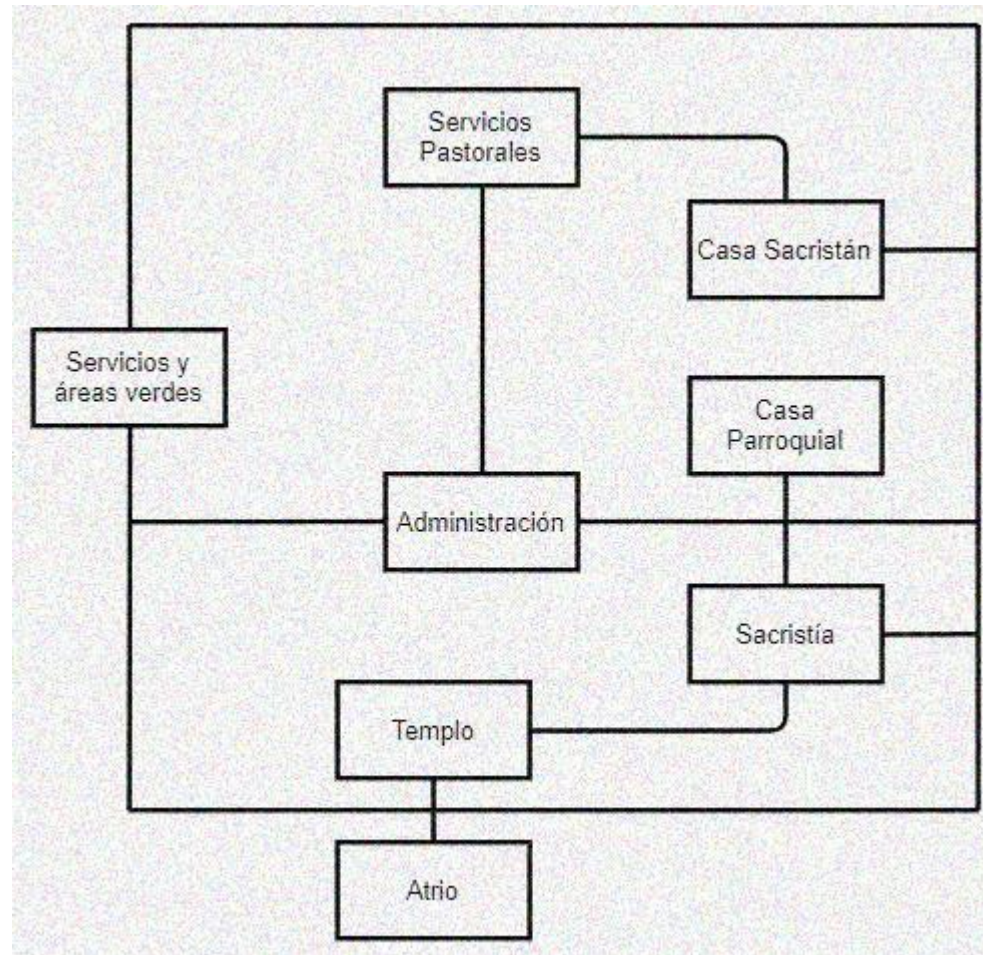 Servicios
Pastorales
Casa Sacristán
Servicios y
áreas verdes
Casa
Parroquial
Administración
Sacristía
Templo
Atrio